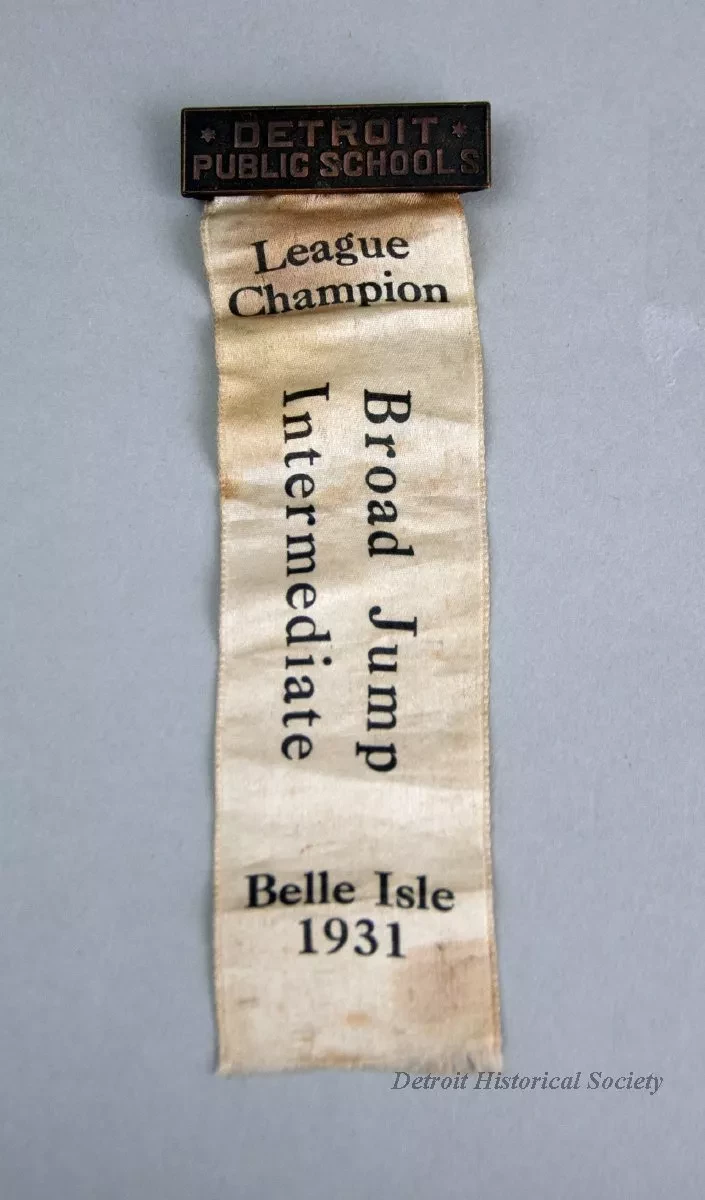 * DETROIT *
PUBLIC SCHOOLS
League
Champion
Broad Jump
Intermediate
Belle Isle
1931
Detroit Historical Society